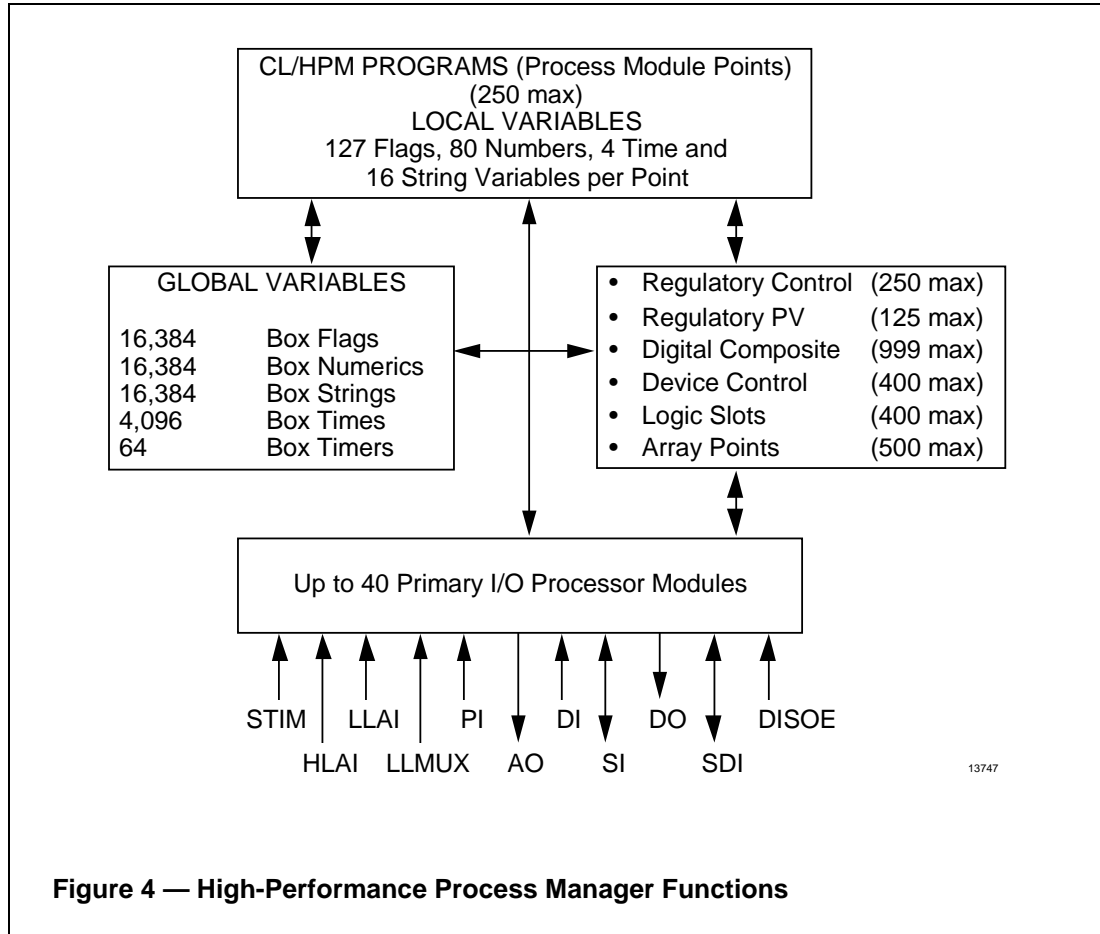 CL/HPM PROGRAMS (Process Module Points)
(250 max)
LOCAL VARIABLES
127 Flags, 80 Numbers, 4 Time and
16 String Variables per Point
GLOBAL VARIABLES
16,384 Box Flags
16,384 Box Numerics
16,384 Box Strings
4,096 Box Times
64 Box Timers
• Regulatory Control (250 max)
• Regulatory PV (125 max)
• Digital Composite (999 max)
• Device Control (400 max)
• Logic Slots (400 max)
• Array Points (500 max)
Up to 40 Primary I/O Processor Modules
STIM LLAI PI DI DO DISOE
HLAI LLMUX AO SI SDI
13747
Figure 4 — High-Performance Process Manager Functions